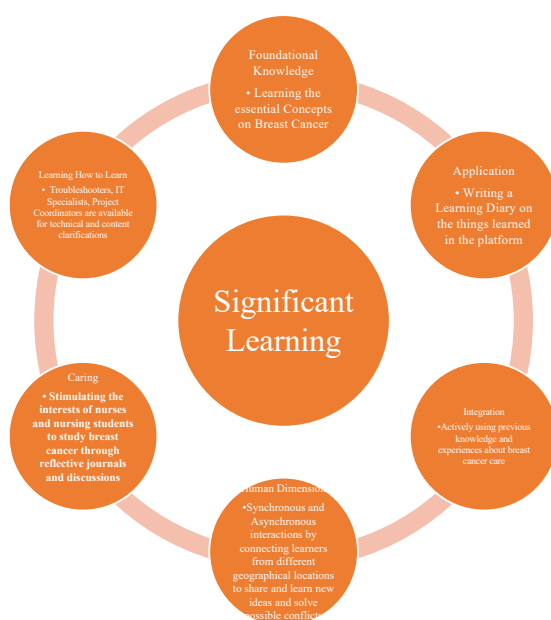 Foundational
Knowledge
• Learning the
essential Concepts
on Breast Cancer
Application
• Writing a
Learning Diary on
the things learned
in the platform
Integration
•Actively using previous
knowledge and
experiences about breast
cancer care
Human Dimension
•Synchronous and
Asynchronous
interactions by
connecting learners
from different
geographical locations
to share and learn new
ideas and solve
possible conflicts
Caring
• Stimulating the
interests of nurses
and nursing students
to study breast
cancer through
reflective journals
and discussions
Learning How to Learn
• Troubleshooters, IT
Specialists, Project
Coordinators are available
for technical and content
clarifications
Significant
Learning